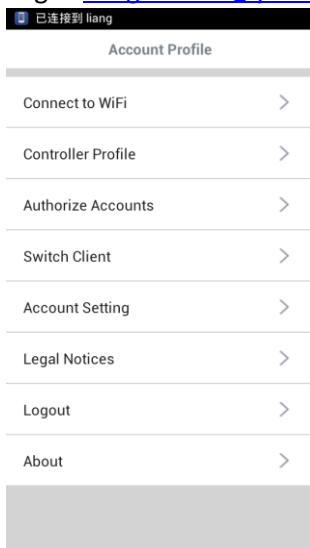 已连接到 liang
Account Profile
Connect to WiFi
Controller Profile
Authorize Accounts
Switch Client
Account Setting
Legal Notices
Logout
About